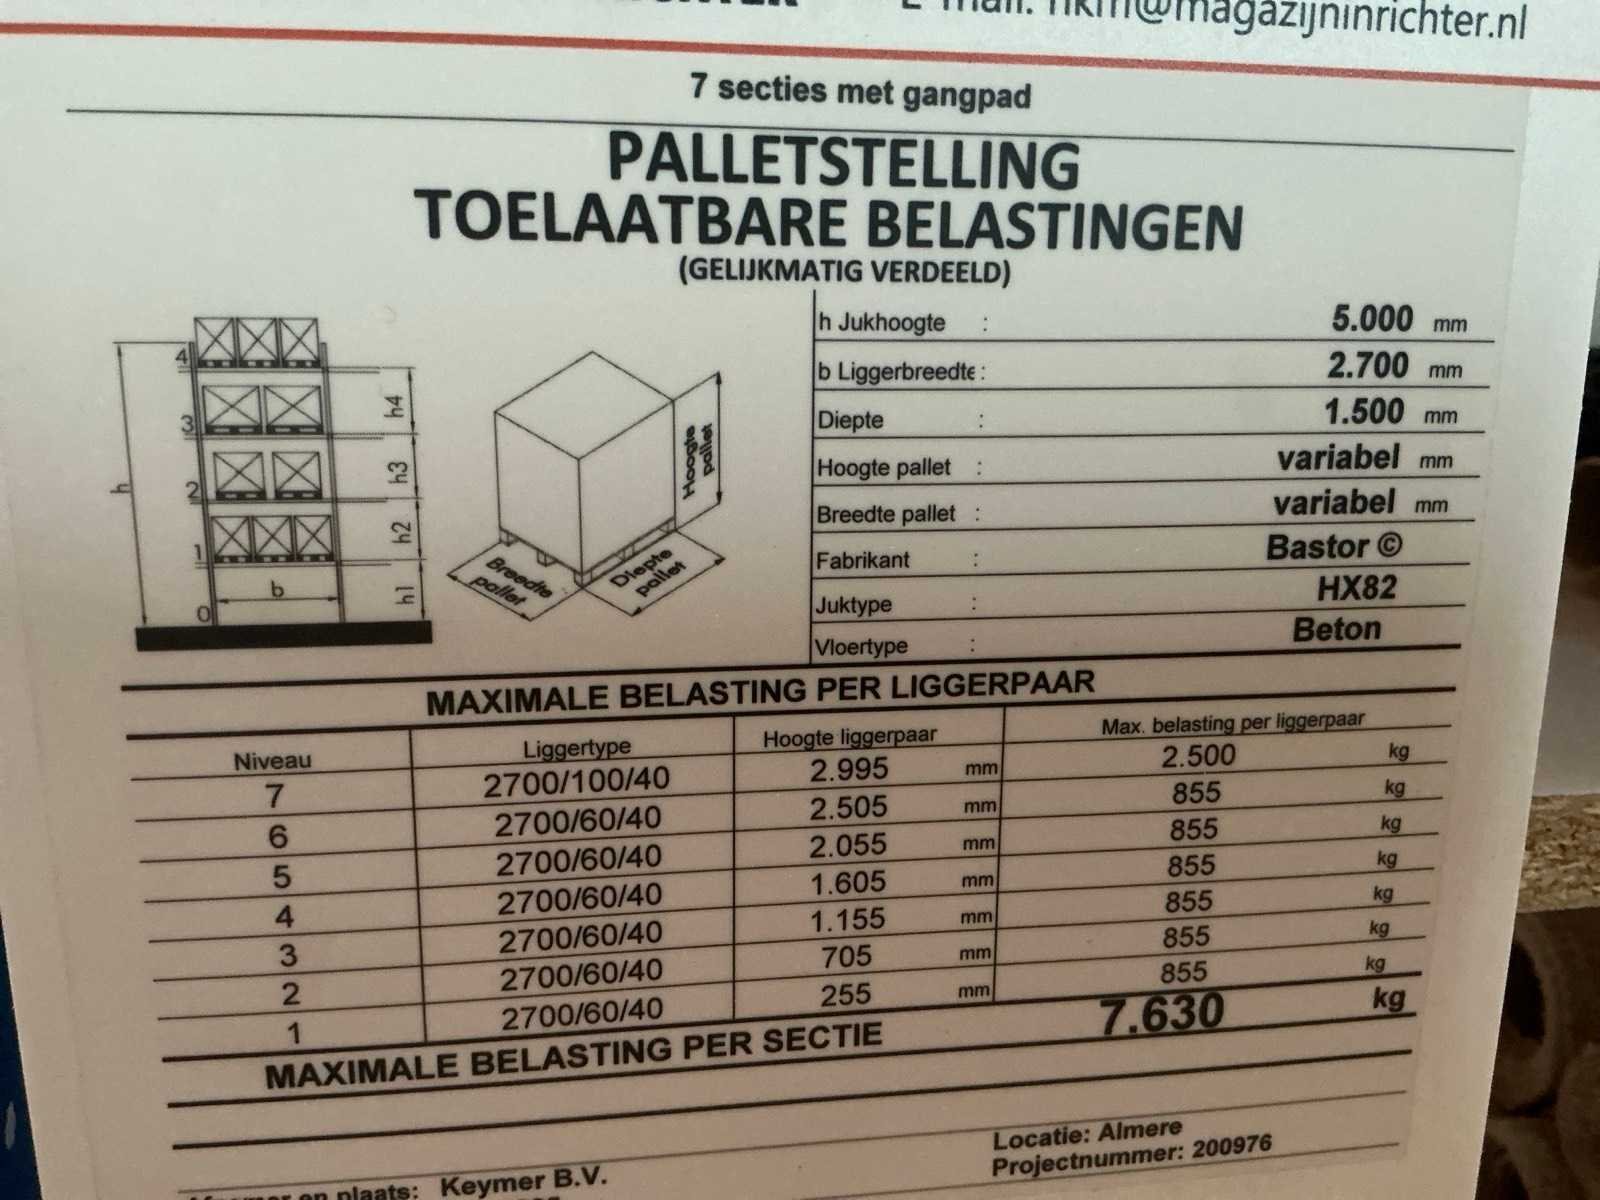 E-mail: nkm@magazijninrichter.nl
7 secties met gangpad
PALLETSTELLING
TOELAATBARE BELASTINGEN
(GELIJKMATIG VERDEELD)
h Jukhoogte : 5.000 mm
b Liggerbreedte : 2.700 mm
Diepte : 1.500 mm
Hoogte pallet : variabel mm
Breedte pallet : variabel mm
Fabrikant : Bastor ©
Juktype : HX82
Vloertype : Beton
h
4
3
2
1
0
b
h4
h3
h2
h1
Hoogte
pallet
Breedte
pallet
Diepte
pallet
MAXIMALE BELASTING PER LIGGERPAAR
Niveau Liggertype Hoogte liggerpaar Max. belasting per liggerpaar
7 2700/100/40 2.995 mm 2.500 kg
6 2700/60/40 2.505 mm 855 kg
5 2700/60/40 2.055 mm 855 kg
4 2700/60/40 1.605 mm 855 kg
3 2700/60/40 1.155 mm 855 kg
2 2700/60/40 705 mm 855 kg
1 2700/60/40 255 mm 855 kg
MAXIMALE BELASTING PER SECTIE 7.630 kg
Locatie: Almere
Projectnummer: 200976
en plaats: Keymer B.V.